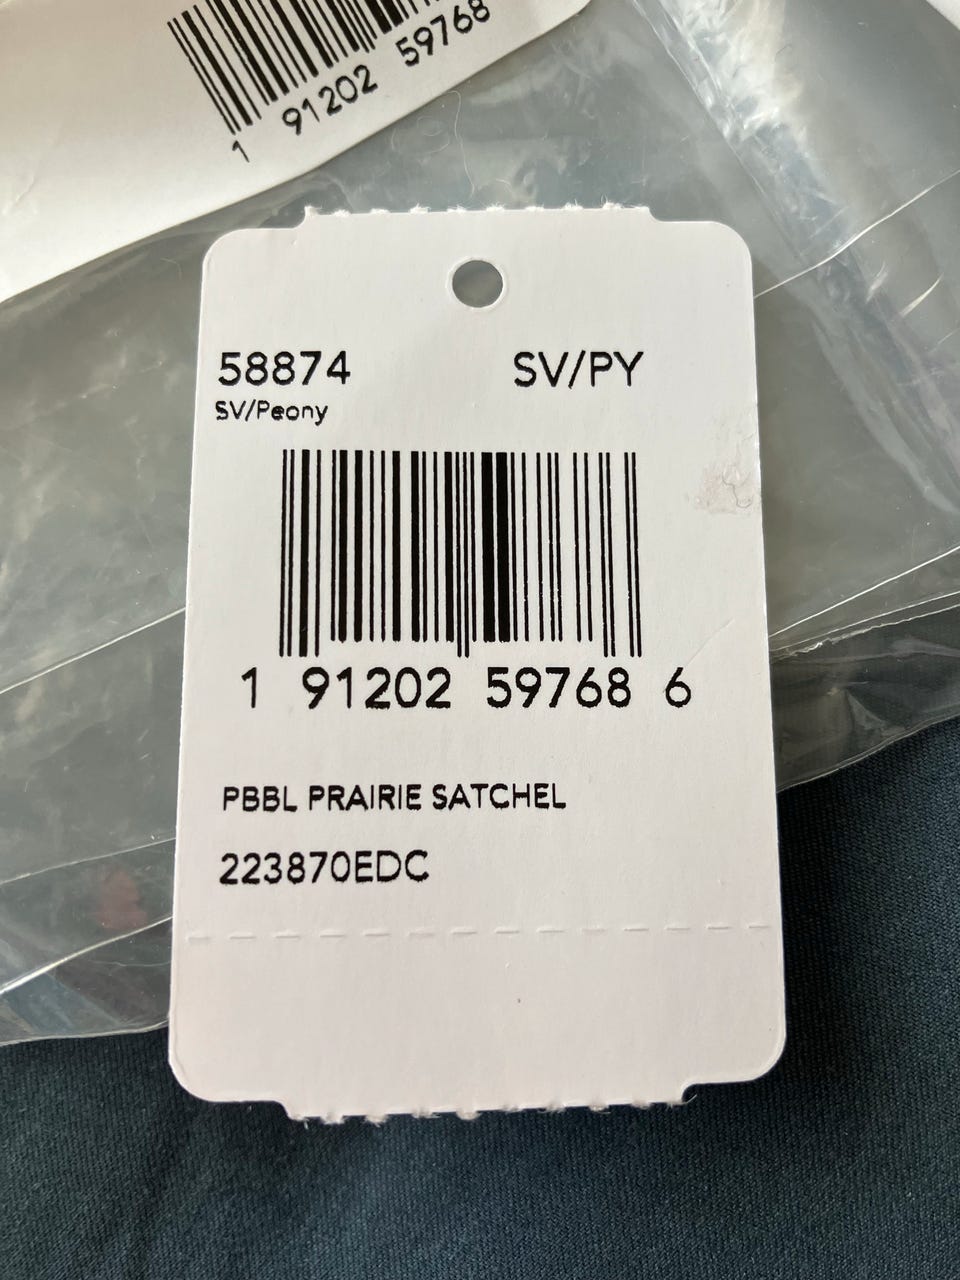 1 91202 59768
58874 SV/PY
SV/Peony
1 91202 59768 6
PBBL PRAIRIE SATCHEL
223870EDC